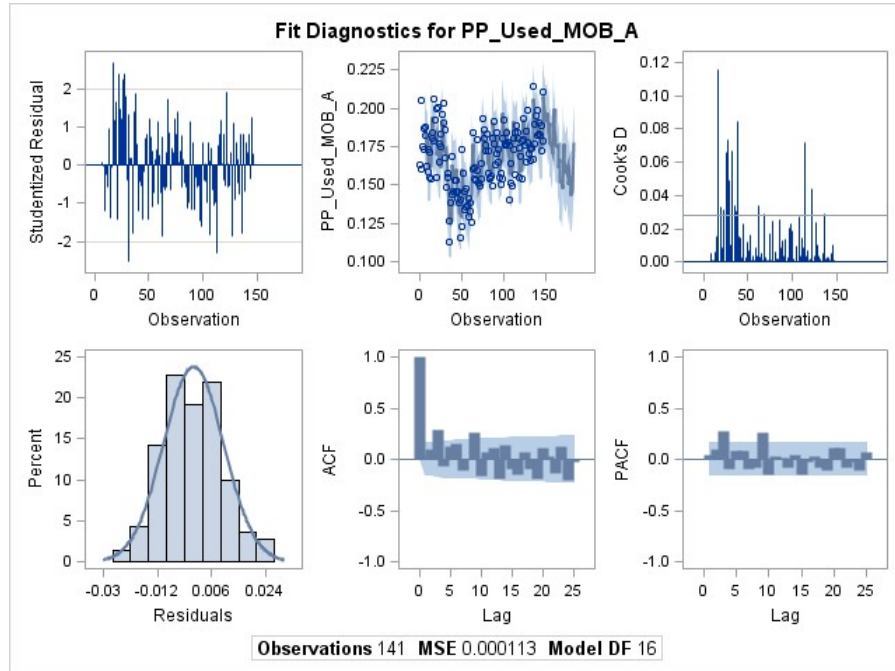 Fit Diagnostics for PP_Used_MOB_A
Studentized Residual
2
1
0
-1
-2
0 50 100 150
Observation
PP_Used_MOB_A
0.225
0.200
0.175
0.150
0.125
0.100
0 50 100 150
Observation
Cook's D
0.12
0.10
0.08
0.06
0.04
0.02
0.00
0 50 100 150
Observation
Percent
25
20
15
10
5
0
-0.03 -0.012 0.006 0.024
Residuals
ACF
1.0
0.5
0.0
-0.5
-1.0
0 5 10 15 20 25
Lag
PACF
1.0
0.5
0.0
-0.5
-1.0
0 5 10 15 20 25
Lag
Observations 141 MSE 0.000113 Model DF 16